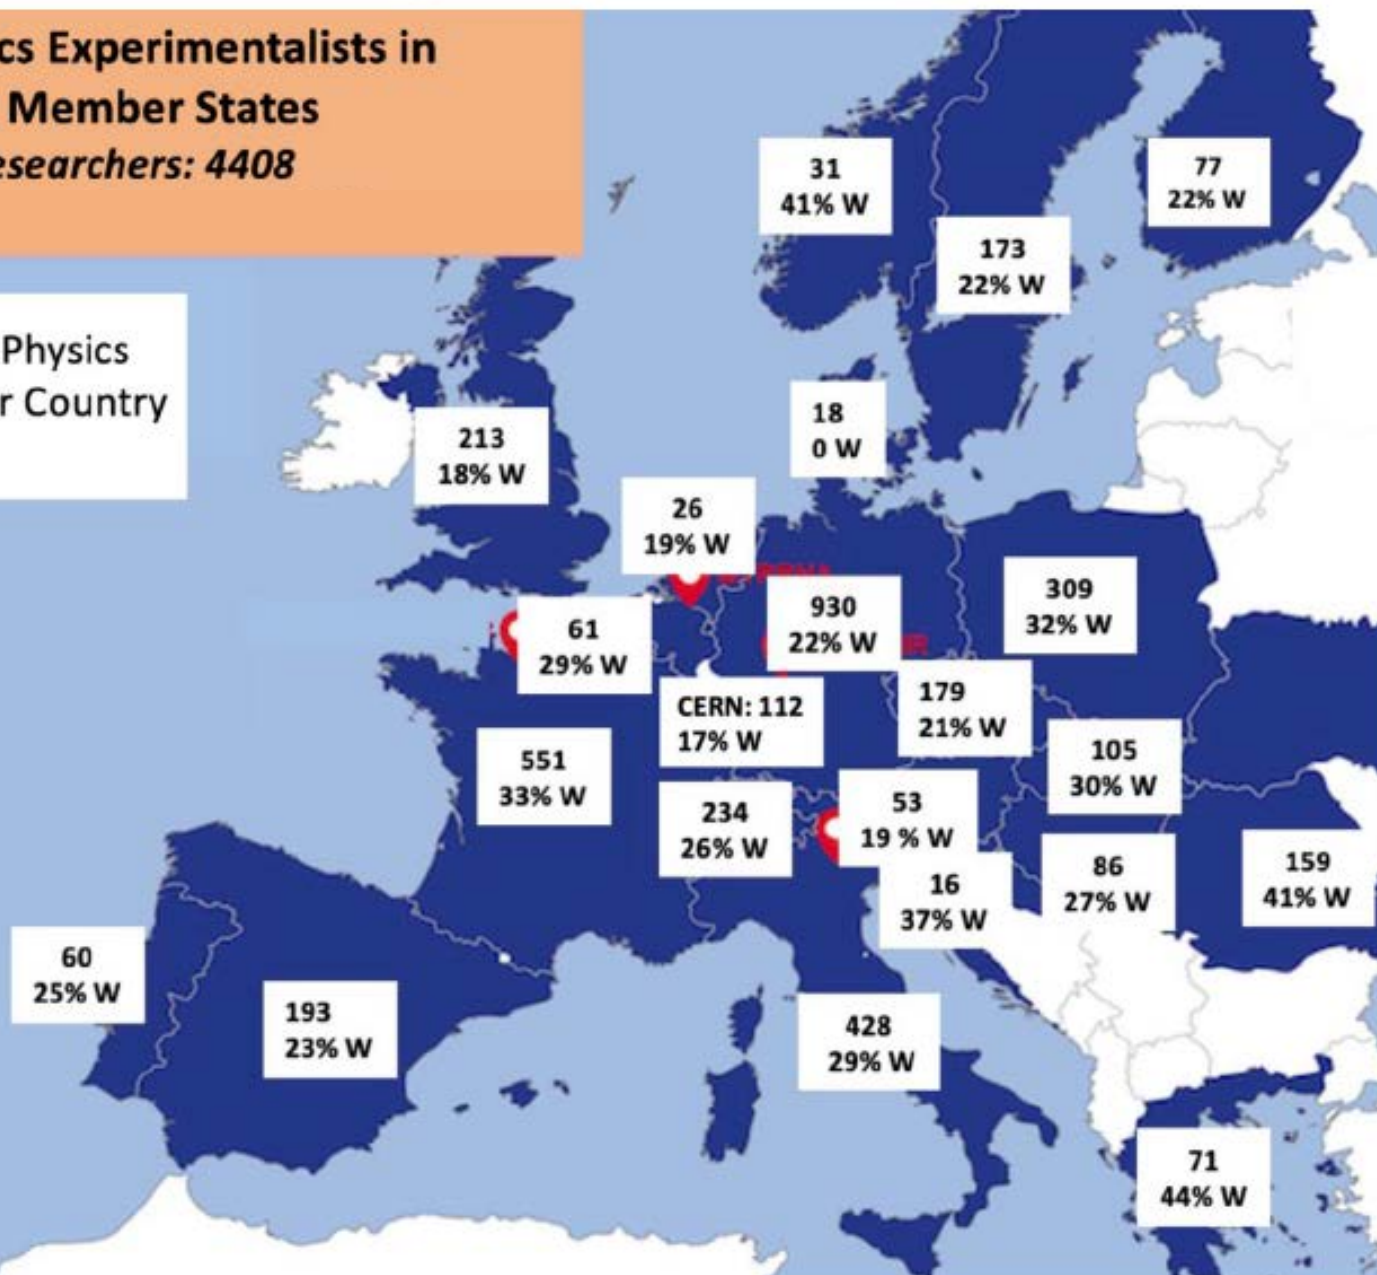 cs Experimentalists in
Member States
esearchers: 4408
Physics
r Country
31
41% W
77
22% W
173
22% W
18
0 W
213
18% W
26
19% W
309
32% W
930
22% W
61
29% W
179
21% W
CERN: 112
17% W
105
30% W
551
33% W
53
19 % W
234
26% W
159
41% W
86
27% W
16
37% W
60
25% W
193
23% W
428
29% W
71
44% W